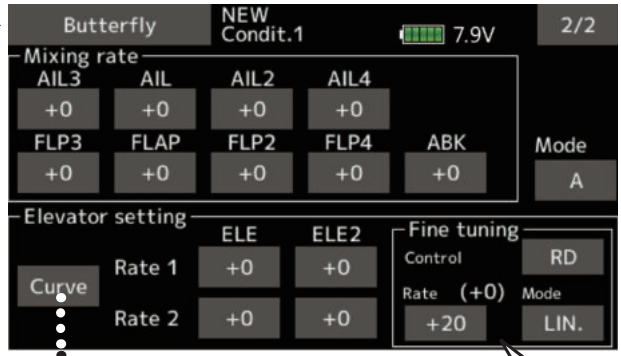 Butterfly
NEW
Condit.1
7.9V
2/2
Mixing rate
AIL3 AIL AIL2 AIL4
+0 +0 +0 +0
FLP3 FLAP FLP2 FLP4 ABK
+0 +0 +0 +0 +0
Mode
A
Elevator setting
ELE ELE2
Curve
Rate 1 +0 +0
Rate 2 +0 +0
Fine tuning
Control RD
Rate (+0) Mode
+20 LIN.